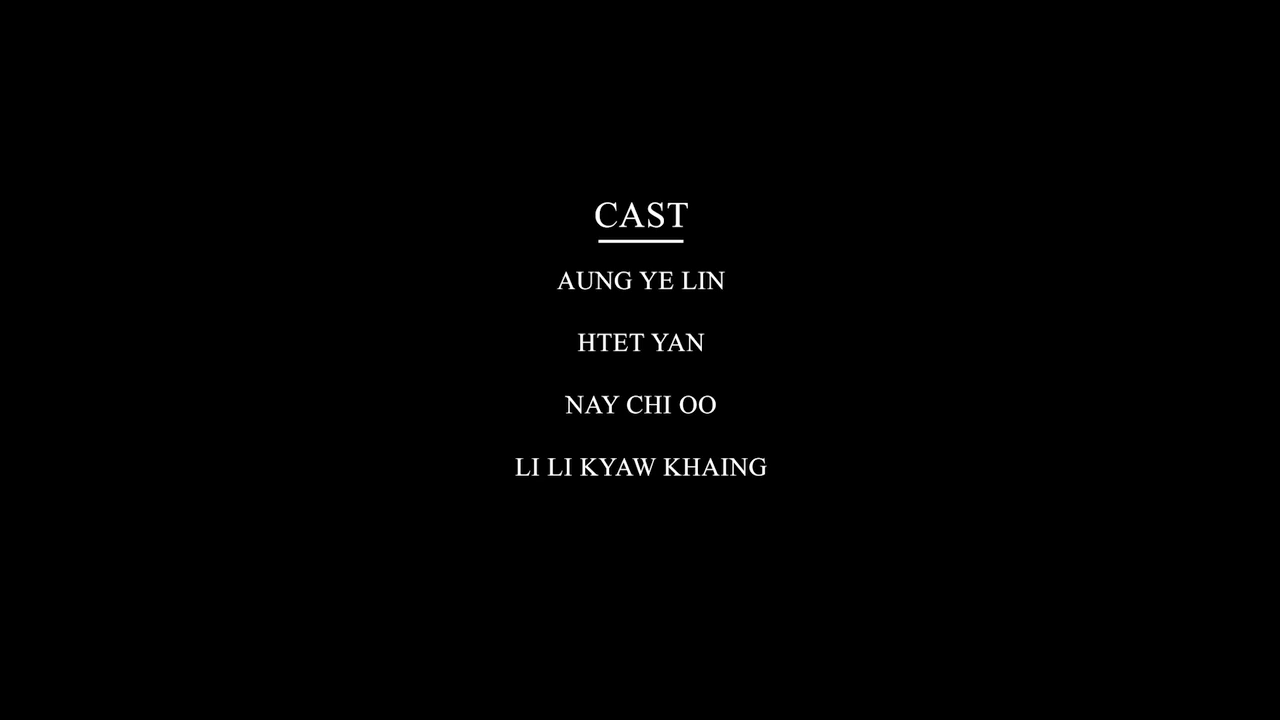 CAST
AUNG YE LIN
HTET YAN
NAY CHI OO
LI LI KYAW KHAING